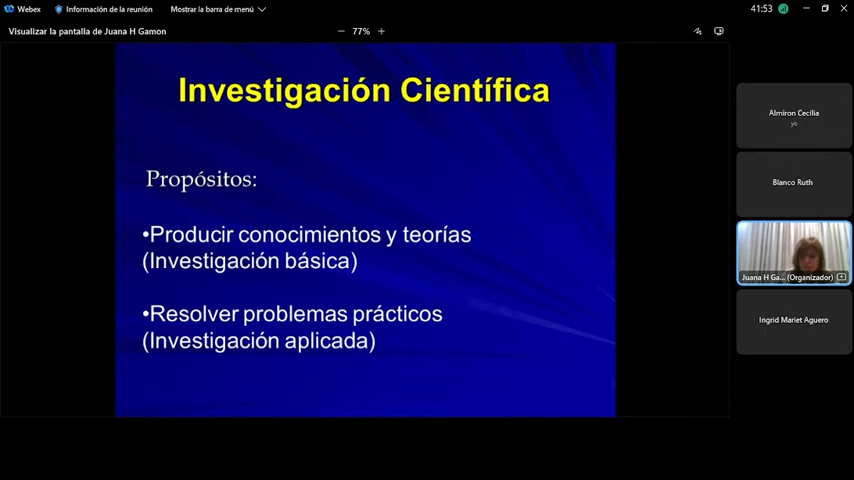 Webex
Información de la reunión
Mostrar la barra de menú
41:53
Visualizar la pantalla de Juana H Gamon
77%
Investigación Científica
Propósitos:
•Producir conocimientos y teorías
(Investigación básica)
•Resolver problemas prácticos
(Investigación aplicada)
Almiron Cecilia
yo
Blanco Ruth
Juana H Ga... (Organizador)
Ingrid Mariet Aguero